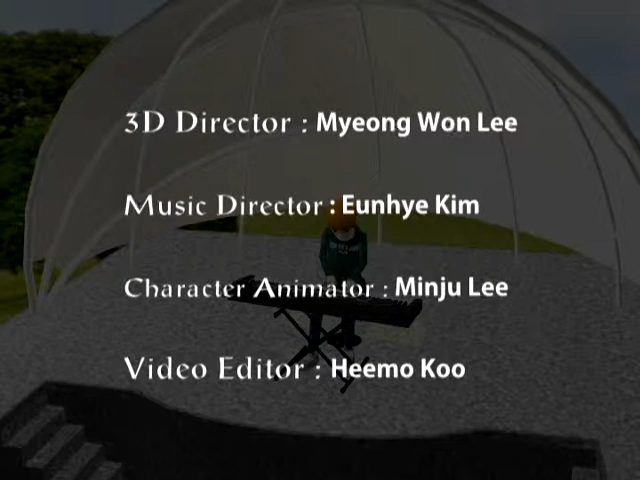 3D Director : Myeong Won Lee
Music Director : Eunhye Kim
Character Animator : Minju Lee
Video Editor : Heemo Koo